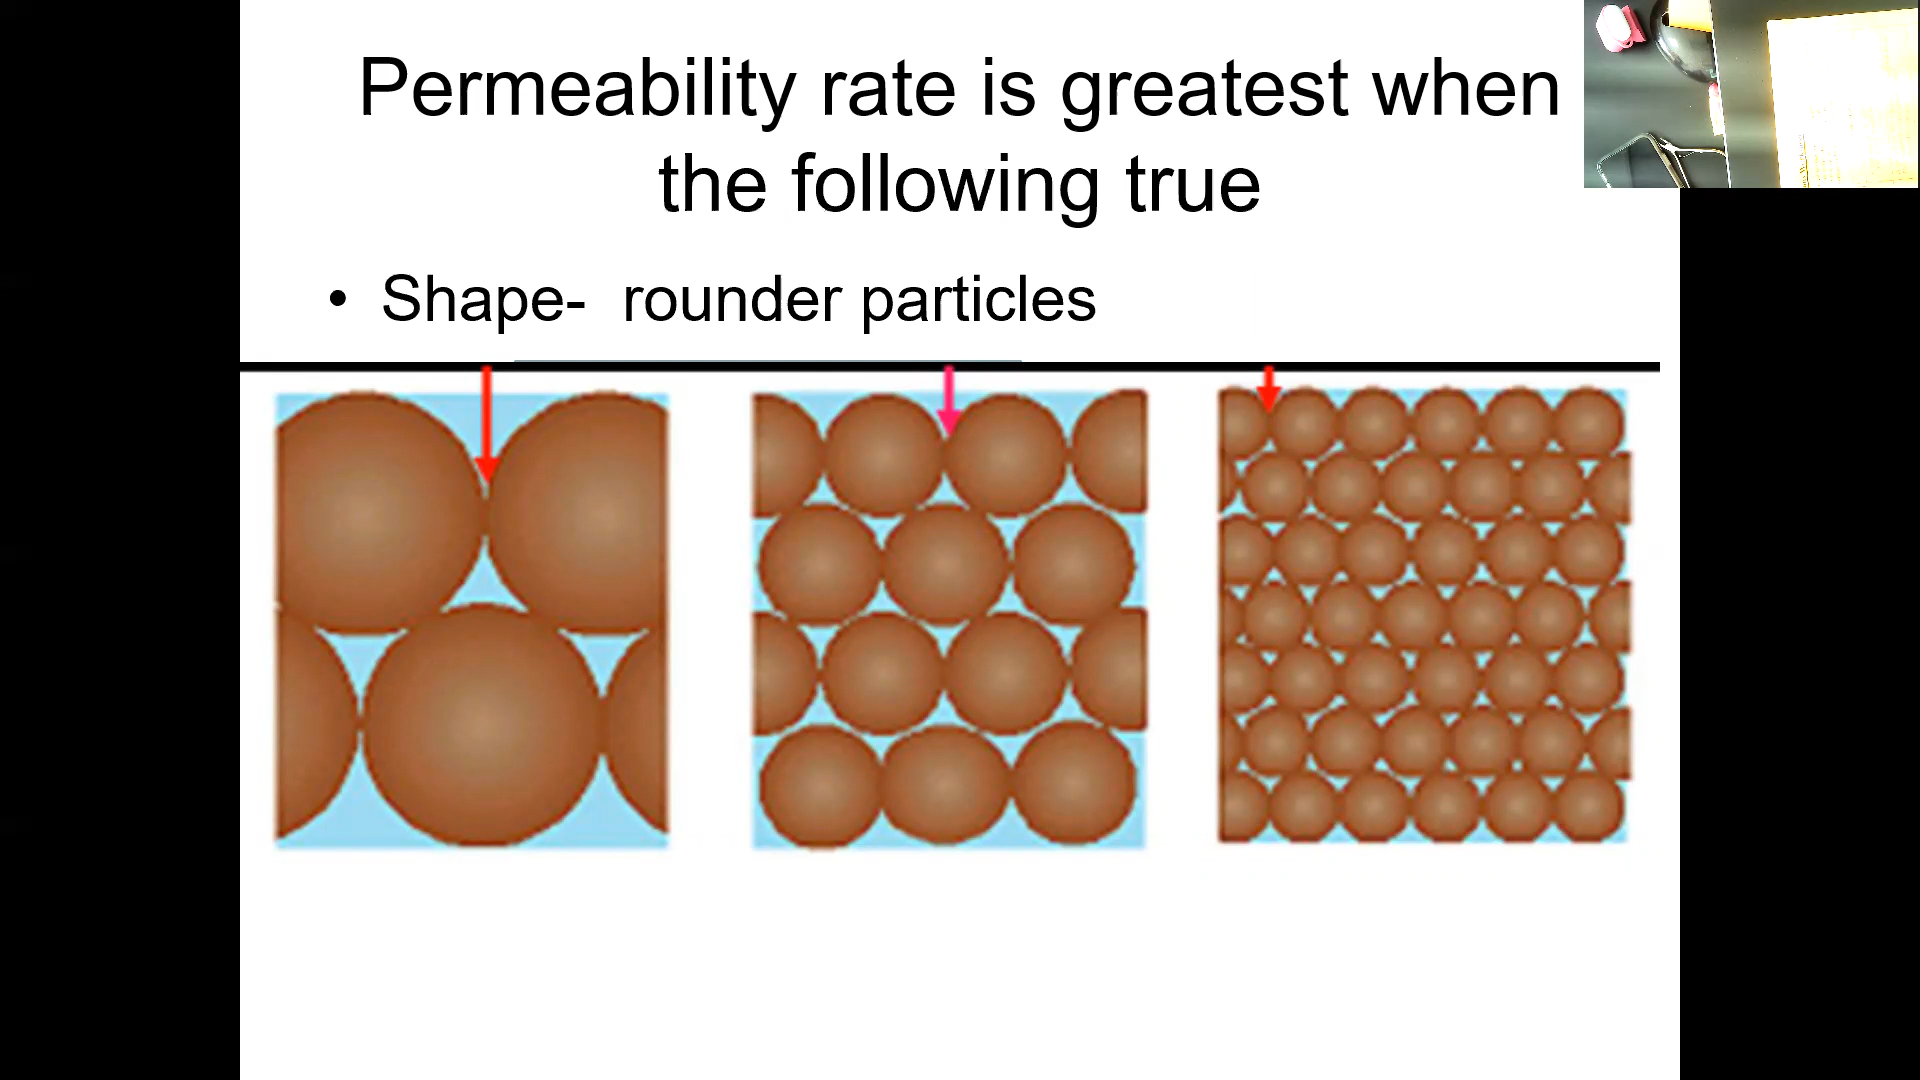 Permeability rate is greatest when
the following true
• Shape- rounder particles